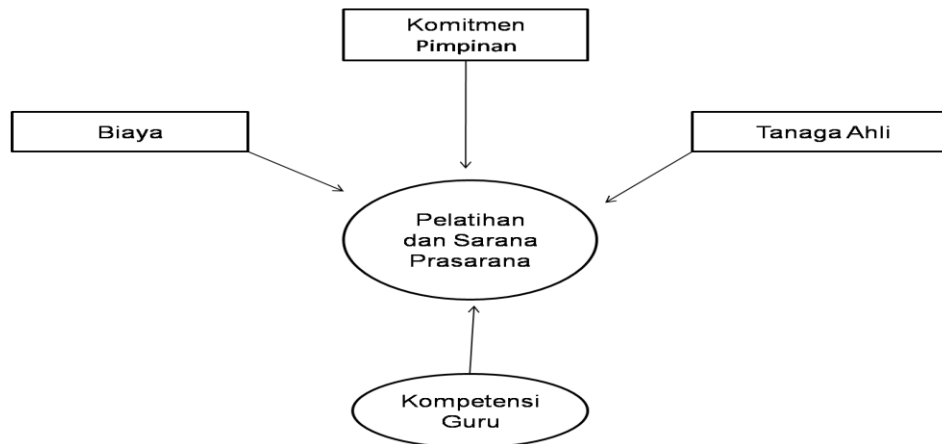 Komitmen
Pimpinan
Biaya
Tanaga Ahli
Pelatihan
dan Sarana
Prasarana
Kompetensi
Guru